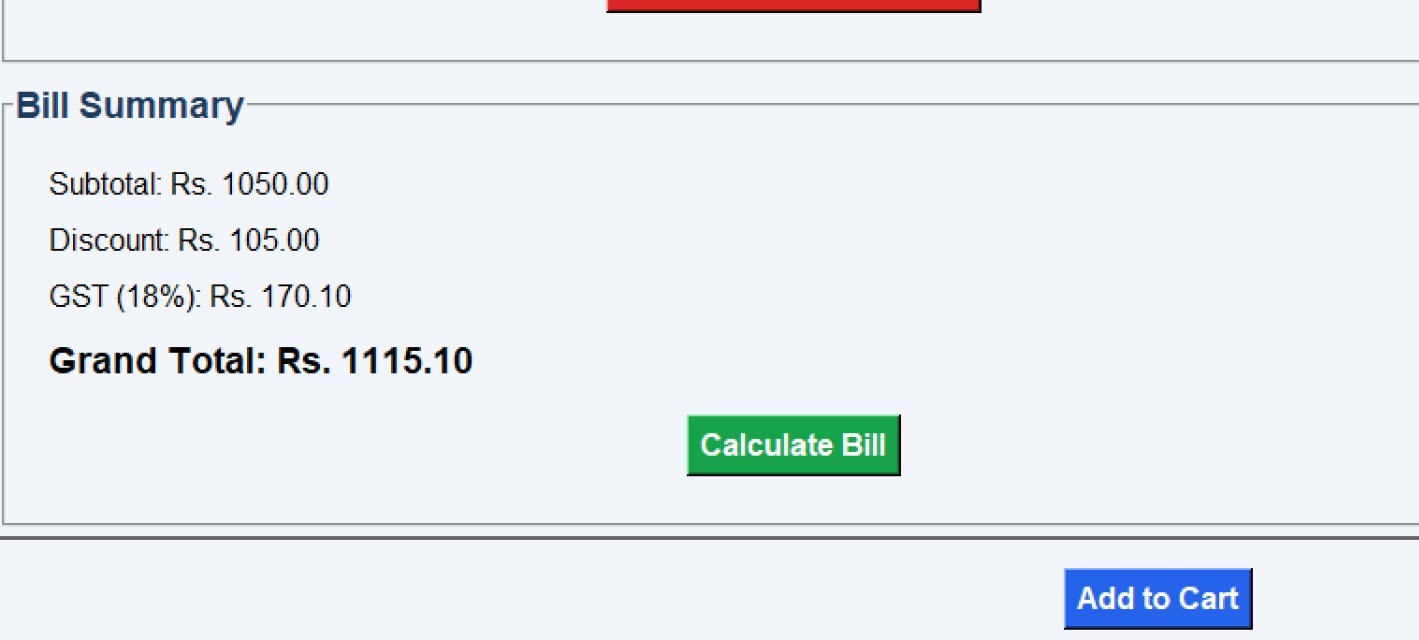 Bill Summary
Subtotal: Rs. 1050.00
Discount: Rs. 105.00
GST (18%): Rs. 170.10
Grand Total: Rs. 1115.10
Calculate Bill
Add to Cart